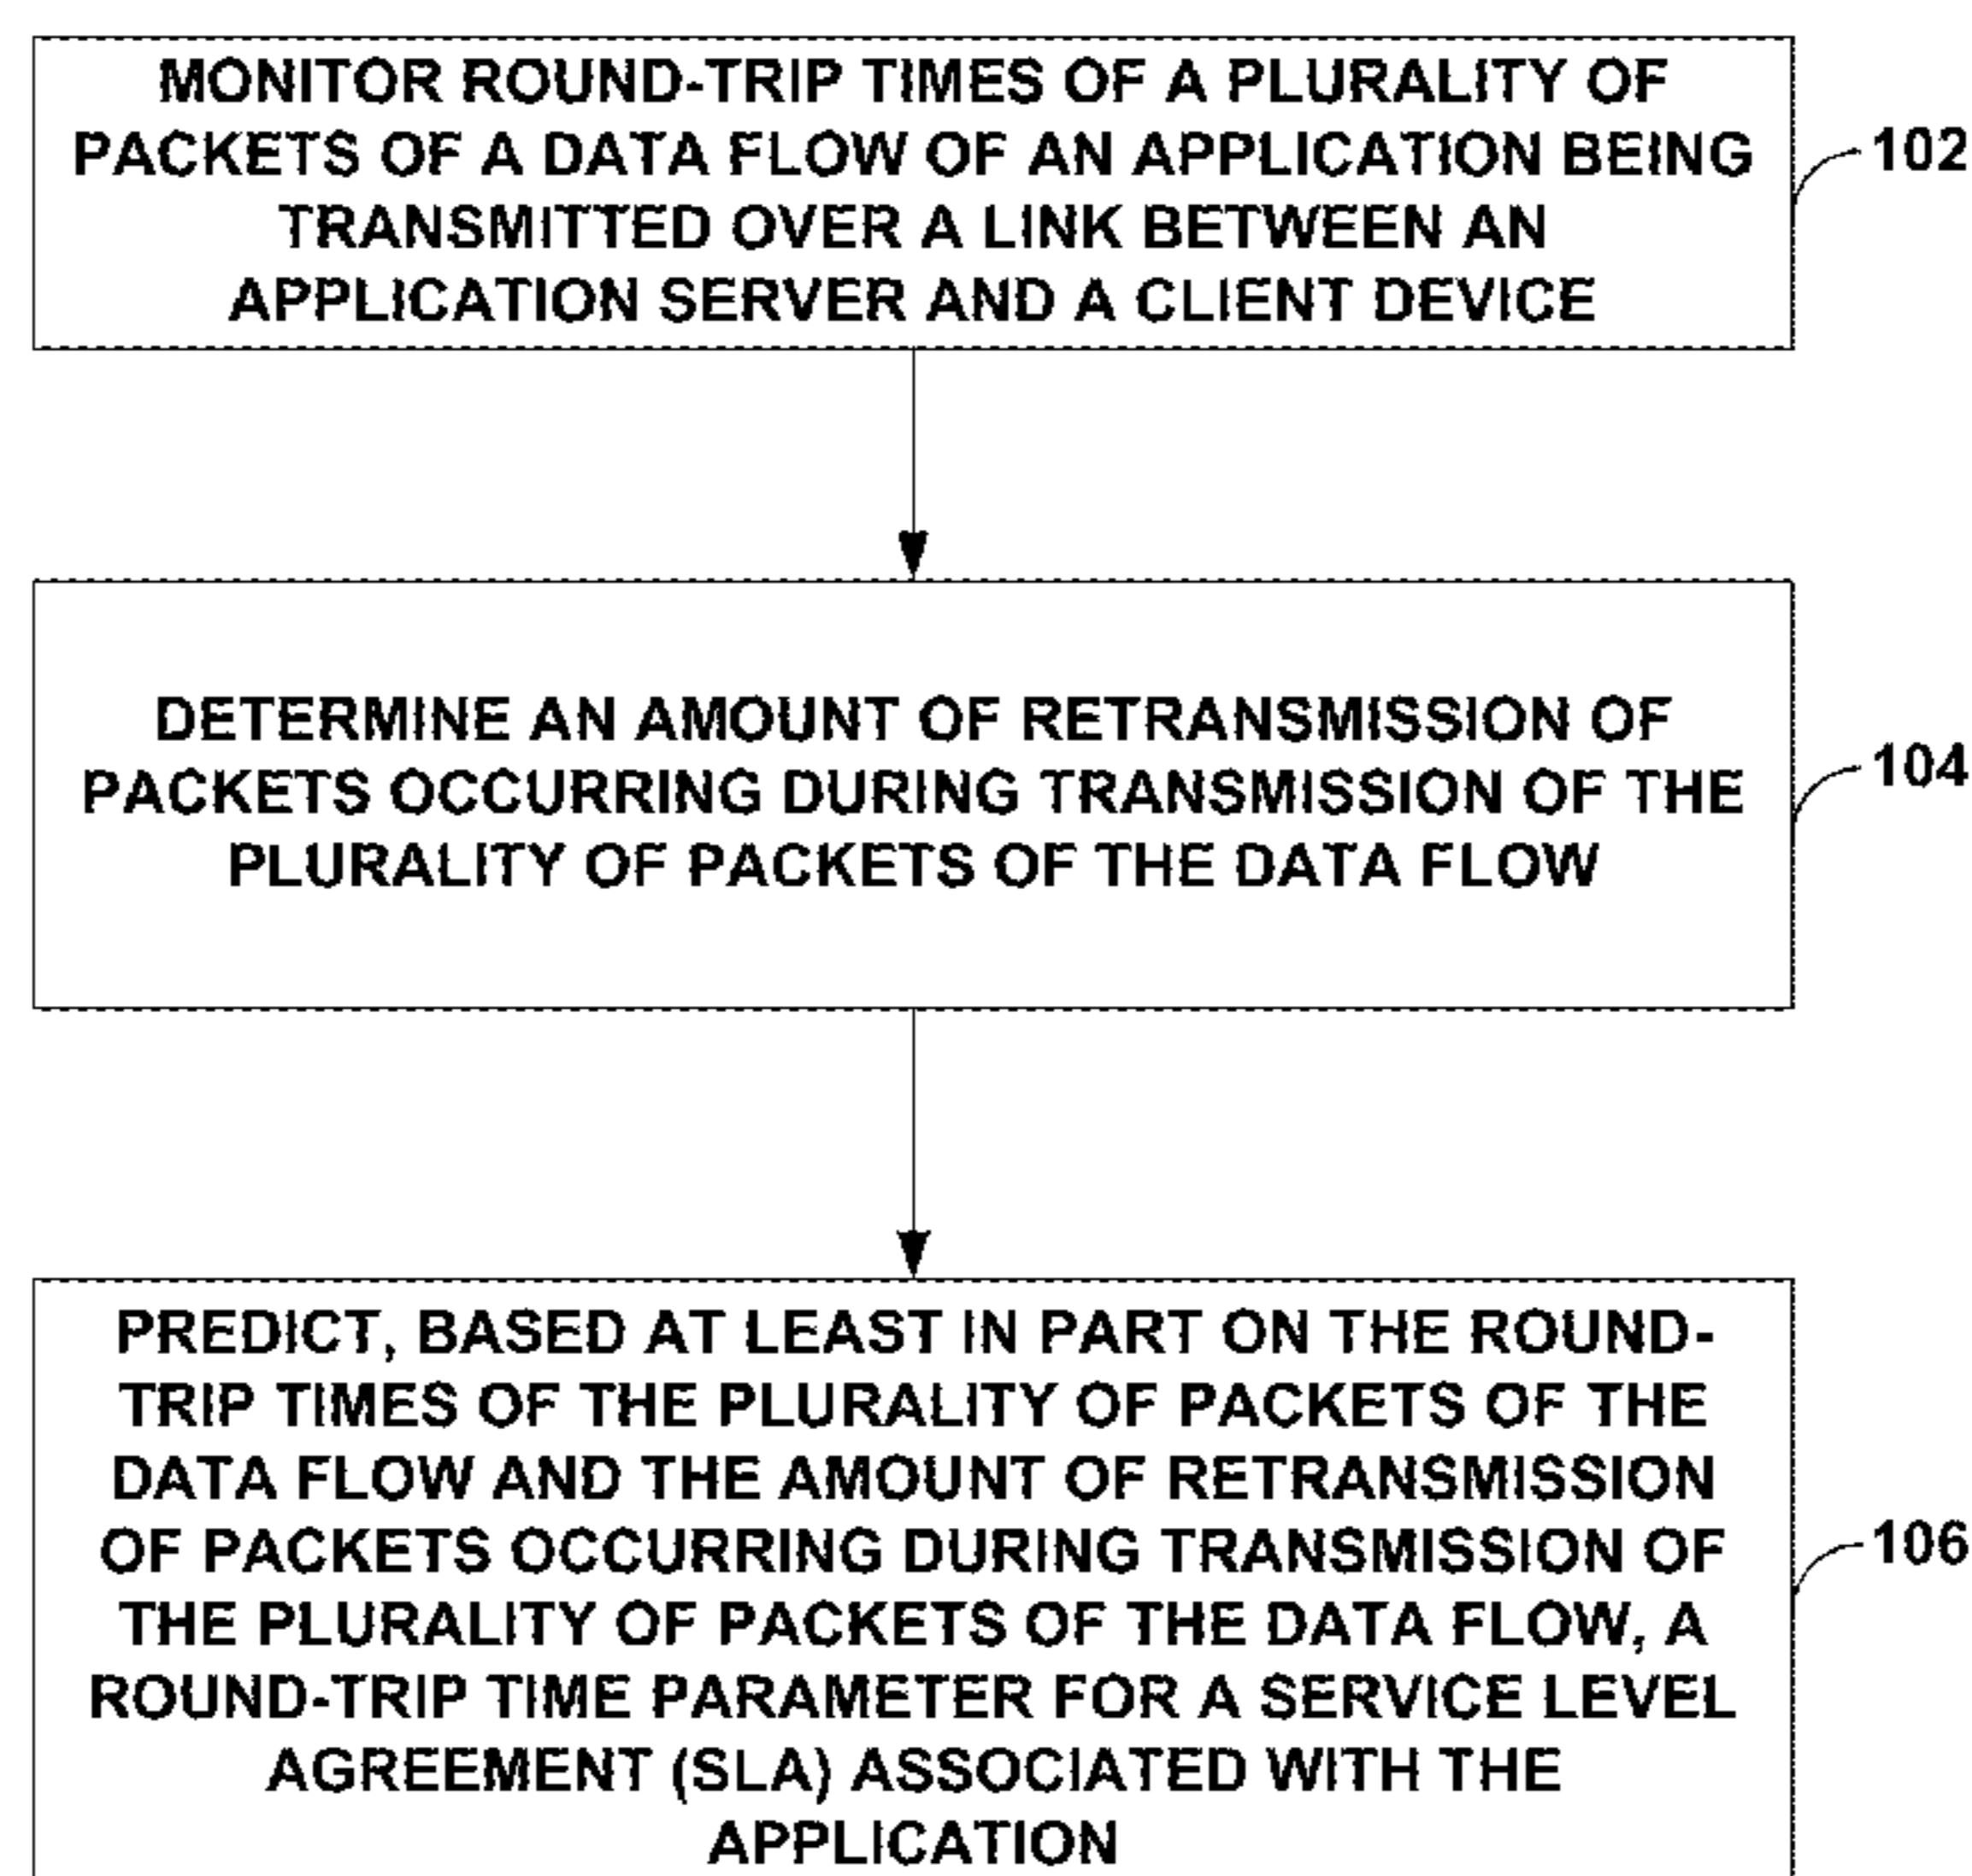 MONITOR ROUND-TRIP TIMES OF A PLURALITY OF
PACKETS OF A DATA FLOW OF AN APPLICATION BEING
TRANSMITTED OVER A LINK BETWEEN AN
APPLICATION SERVER AND A CLIENT DEVICE
102
DETERMINE AN AMOUNT OF RETRANSMISSION OF
PACKETS OCCURRING DURING TRANSMISSION OF THE
PLURALITY OF PACKETS OF THE DATA FLOW
104
PREDICT, BASED AT LEAST IN PART ON THE ROUND-
TRIP TIMES OF THE PLURALITY OF PACKETS OF THE
DATA FLOW AND THE AMOUNT OF RETRANSMISSION
OF PACKETS OCCURRING DURING TRANSMISSION OF
THE PLURALITY OF PACKETS OF THE DATA FLOW, A
ROUND-TRIP TIME PARAMETER FOR A SERVICE LEVEL
AGREEMENT (SLA) ASSOCIATED WITH THE
APPLICATION
106